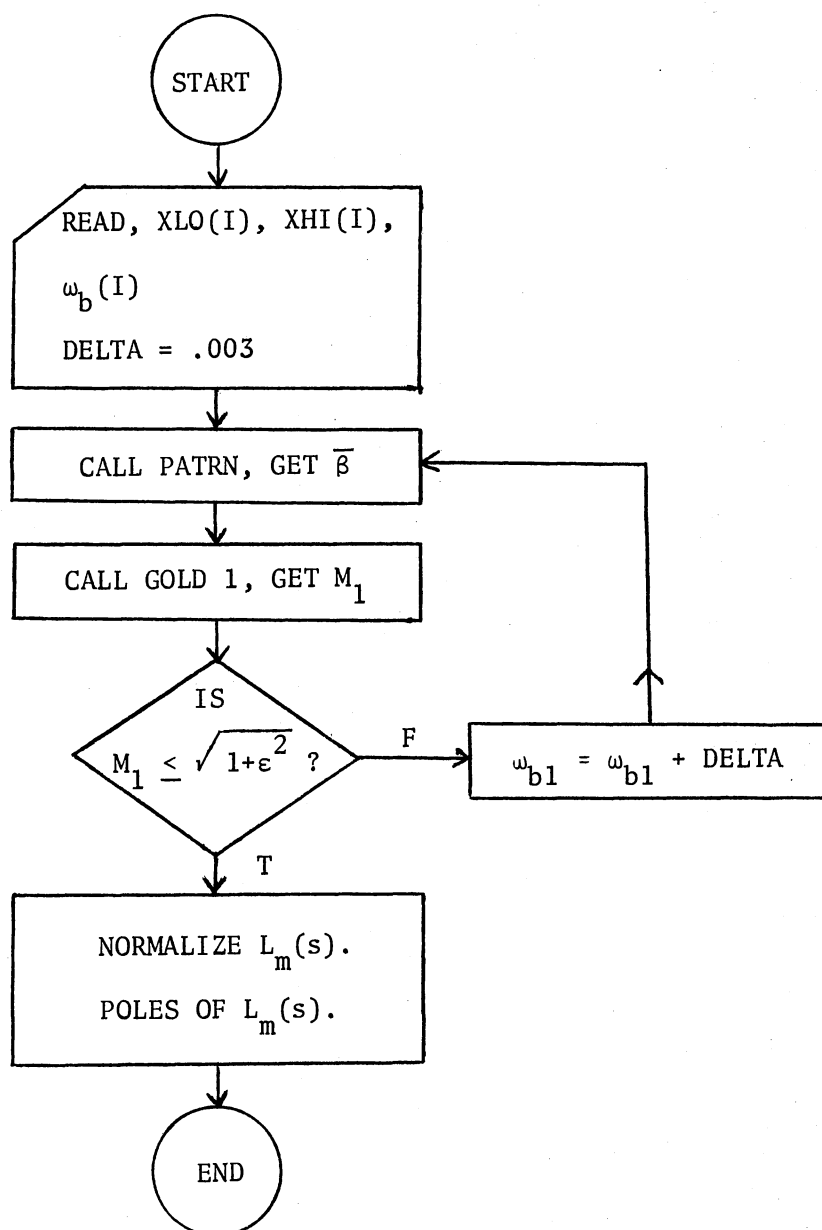 START
READ, XLO(I), XHI(I),
ω_b(I)
DELTA = .003
CALL PATRN, GET β̅
CALL GOLD 1, GET M_1
IS
M_1 ≤ √1+ε^2 ?
F
ω_b1 = ω_b1 + DELTA
T
NORMALIZE L_m(s).
POLES OF L_m(s).
END